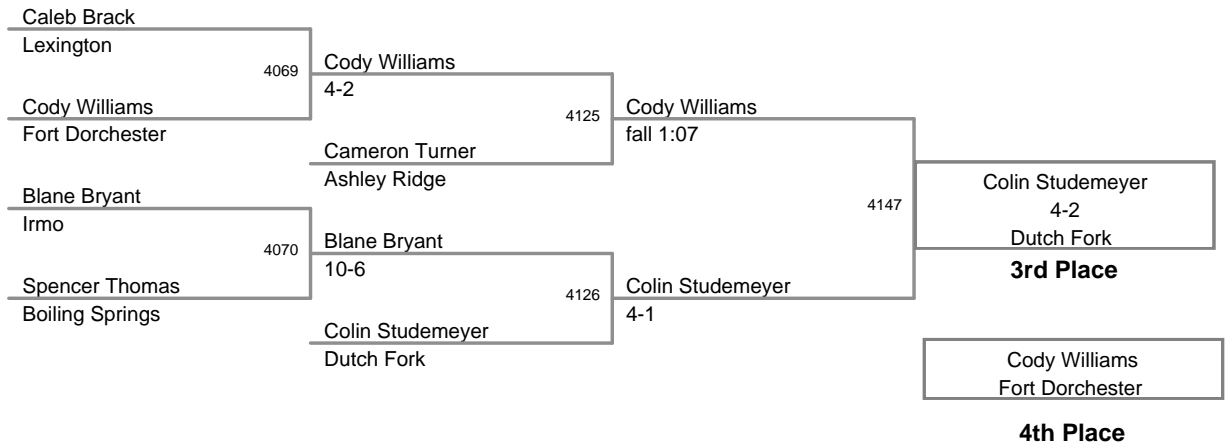 Caleb Brack
Lexington
4069
Cody Williams
4-2
Cody Williams
Fort Dorchester
4125
Cody Williams
fall 1:07
Cameron Turner
Ashley Ridge
Blane Bryant
Irmo
4147
Colin Studemeyer
4-2
Dutch Fork
3rd Place
4070
Blane Bryant
10-6
Spencer Thomas
Boiling Springs
4126
Colin Studemeyer
4-1
Colin Studemeyer
Dutch Fork
Cody Williams
Fort Dorchester
4th Place